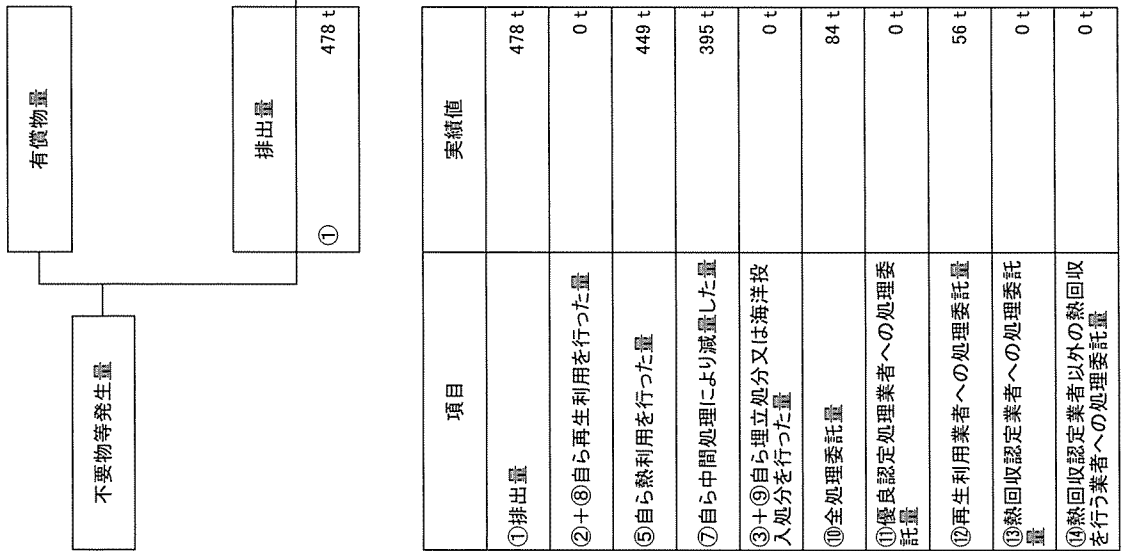 不要物等発生量
有償物量
排出量
① 478 t
項目 実績値
①排出量 478 t
②+⑧自ら再生利用を行った量 0 t
⑤自ら熱利用を行った量 449 t
⑦自ら中間処理により減量した量 395 t
③+⑨自ら埋立処分又は海洋投
入処分を行った量 0 t
⑩全処理委託量 84 t
⑪優良認定処理業者への処理委
託量 0 t
⑫再生利用業者への処理委託量 56 t
⑬熱回収認定業者への処理委託
量 0 t
⑭熱回収認定業者以外の熱回収
を行う業者への処理委託量 0 t